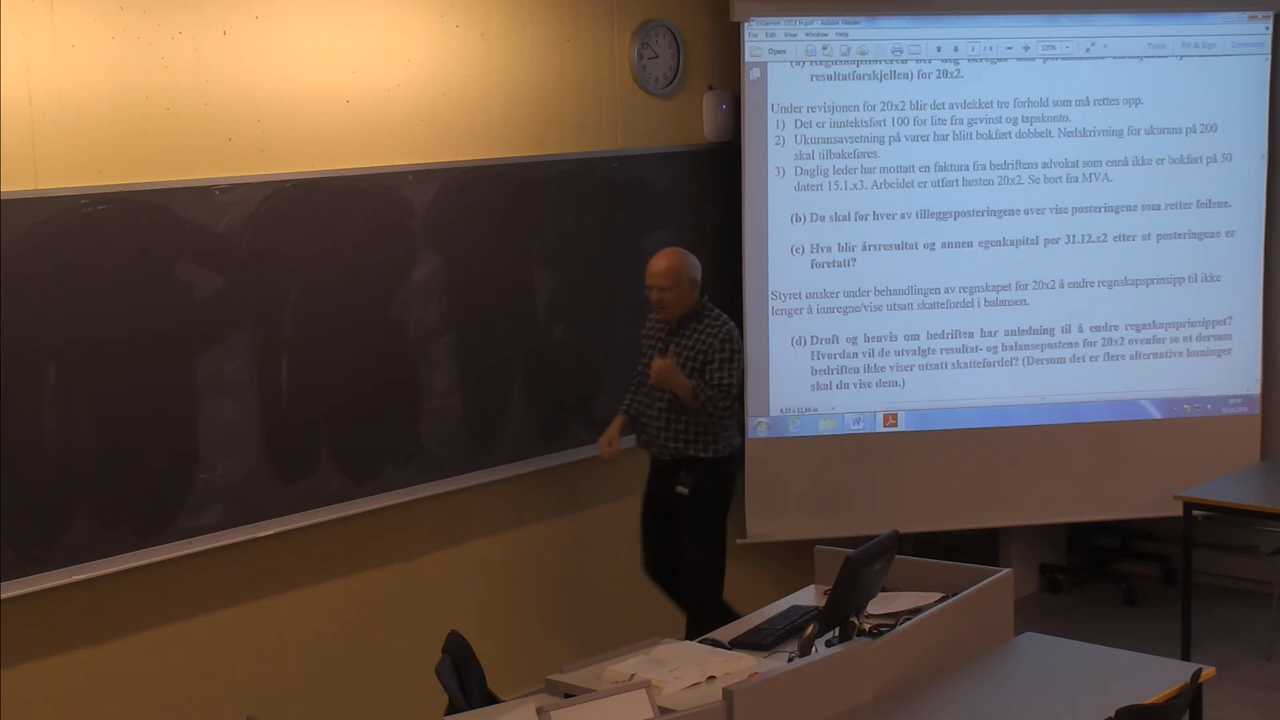 File Edit View Window Help
Open
resultatforskjellen) for 20x2.
Under revisjonen for 20x2 blir det avdekket tre forhold som må rettes opp.
1) Det er inntektsført 100 for lite fra gevinst og tapskonto.
2) Ukuransavsetning på varer har blitt bokført dobbelt. Nedskrivning for ukurans på 200
skal tilbakeføres.
3) Daglig leder har mottatt en faktura fra bedriftens advokat som ennå ikke er bokført på 50
datert 15.1.x3. Arbeidet er utført høsten 20x2. Se bort fra MVA.
(b) Du skal for hver av tilleggsposteringene over vise posteringene som retter feilene.
(c) Hva blir årsresultat og annen egenkapital per 31.12.x2 etter at posteringene er
foretatt?
Styret ønsker under behandlingen av regnskapet for 20x2 å endre regnskapsprinsipp til ikke
lenger å innregne/vise utsatt skattefordel i balansen.
(d) Drøft og henvis om bedriften har anledning til å endre regnskapsprinsippet?
Hvordan vil de utvalgte resultat- og balansepostene for 20x2 ovenfor se ut dersom
bedriften ikke viser utsatt skattefordel? (Dersom det er flere alternative løsninger
skal du vise dem.)